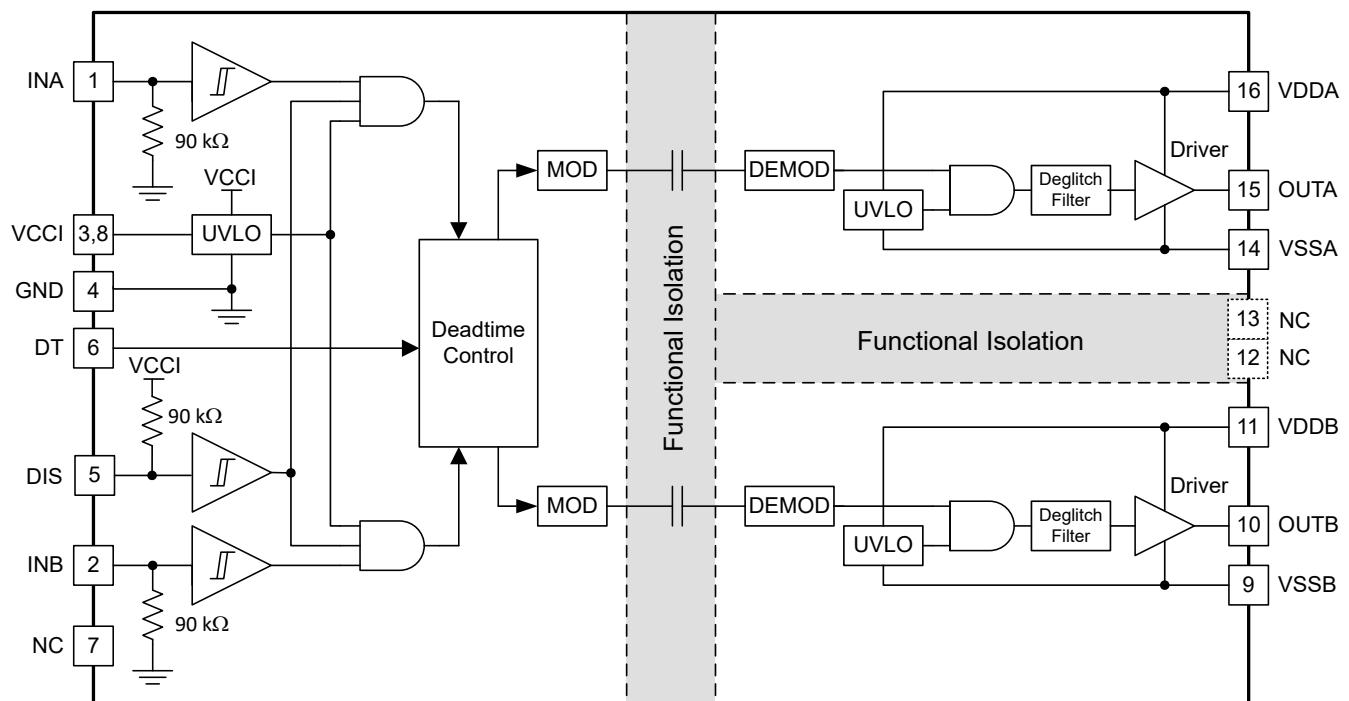 INA
1
90 kΩ
VCCI
VCCI
3,8
UVLO
GND
4
DT
6
VCCI
90 kΩ
DIS
5
INB
2
90 kΩ
NC
7
Deadtime
Control
MOD
MOD
Functional Isolation
DEMOD
UVLO
Deglitch
Filter
Driver
16
VDDA
15
OUTA
14
VSSA
Functional Isolation
13
NC
12
NC
DEMOD
UVLO
Deglitch
Filter
Driver
11
VDDB
10
OUTB
9
VSSB